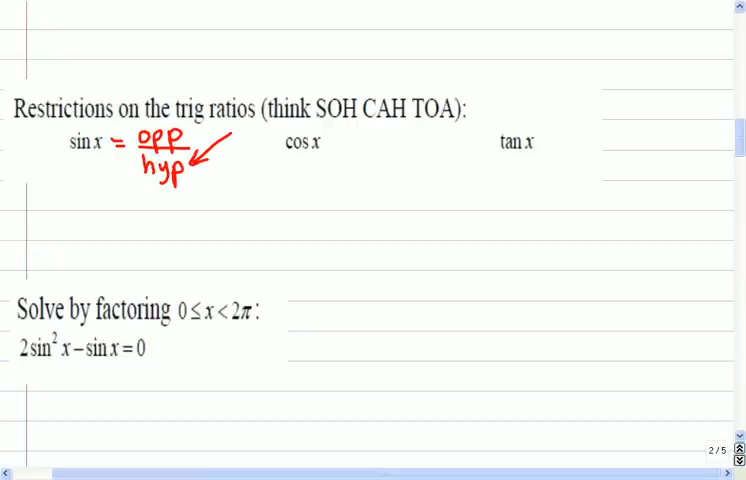 Restrictions on the trig ratios (think SOH CAH TOA):
sin x = opp/hyp cos x tan x
Solve by factoring 0 ≤ x < 2π:
2sin² x − sin x = 0
2/5